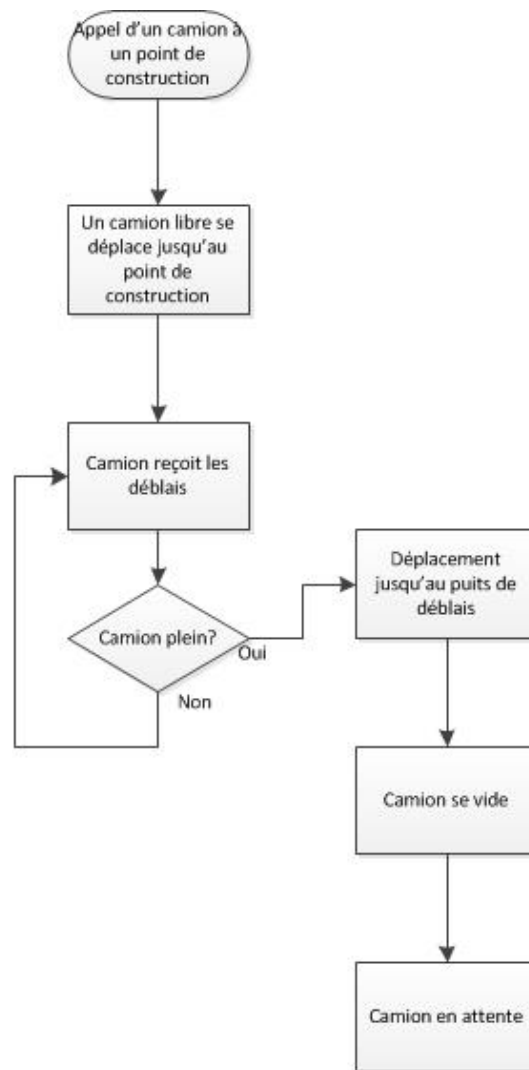 Appel d'un camion à
un point de
construction
Un camion libre se
déplace jusqu'au
point de
construction
Camion reçoit les
déblais
Camion plein?
Oui
Non
Déplacement
jusqu'au puits de
déblais
Camion se vide
Camion en attente